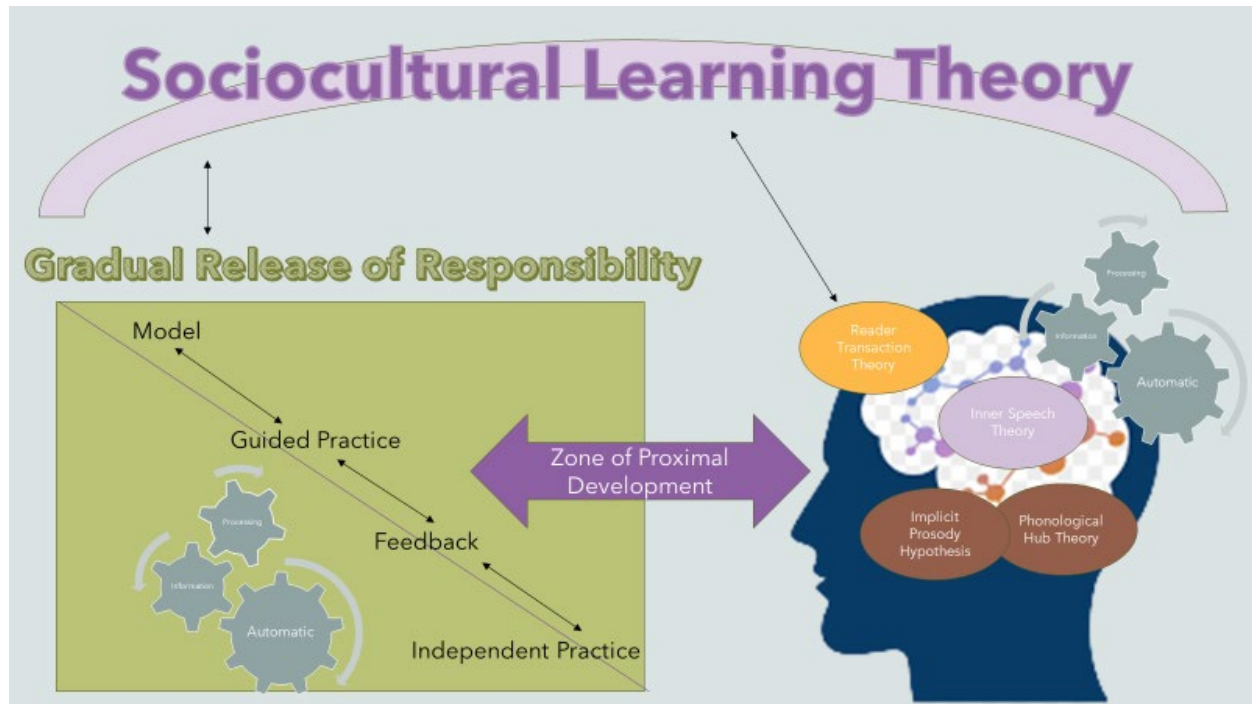 Sociocultural Learning Theory
Gradual Release of Responsibility
Model
Guided Practice
Feedback
Independent Practice
Processing
Information
Automatic
Zone of Proximal
Development
Reader
Transaction
Theory
Inner Speech
Theory
Implicit
Prosody
Hypothesis
Phonological
Hub Theory
Processing
Information
Automatic